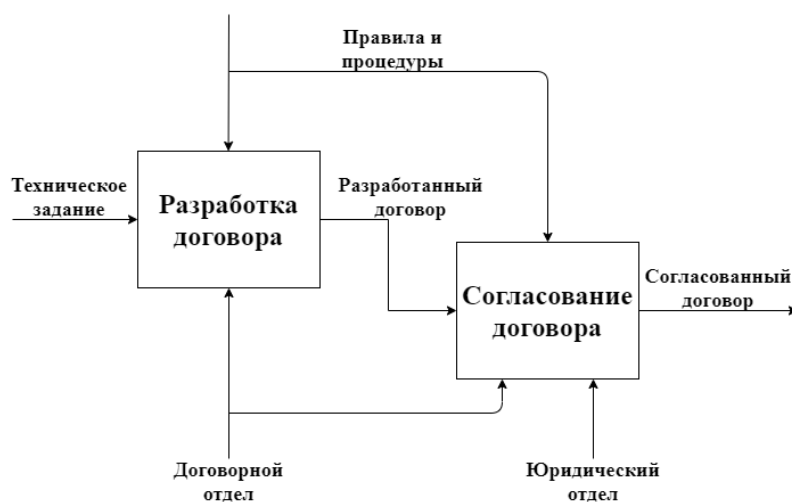 Правила и
процедуры
Техническое
задание
Разработка
договора
Разработанный
договор
Согласование
договора
Согласованный
договор
Договорной
отдел
Юридический
отдел